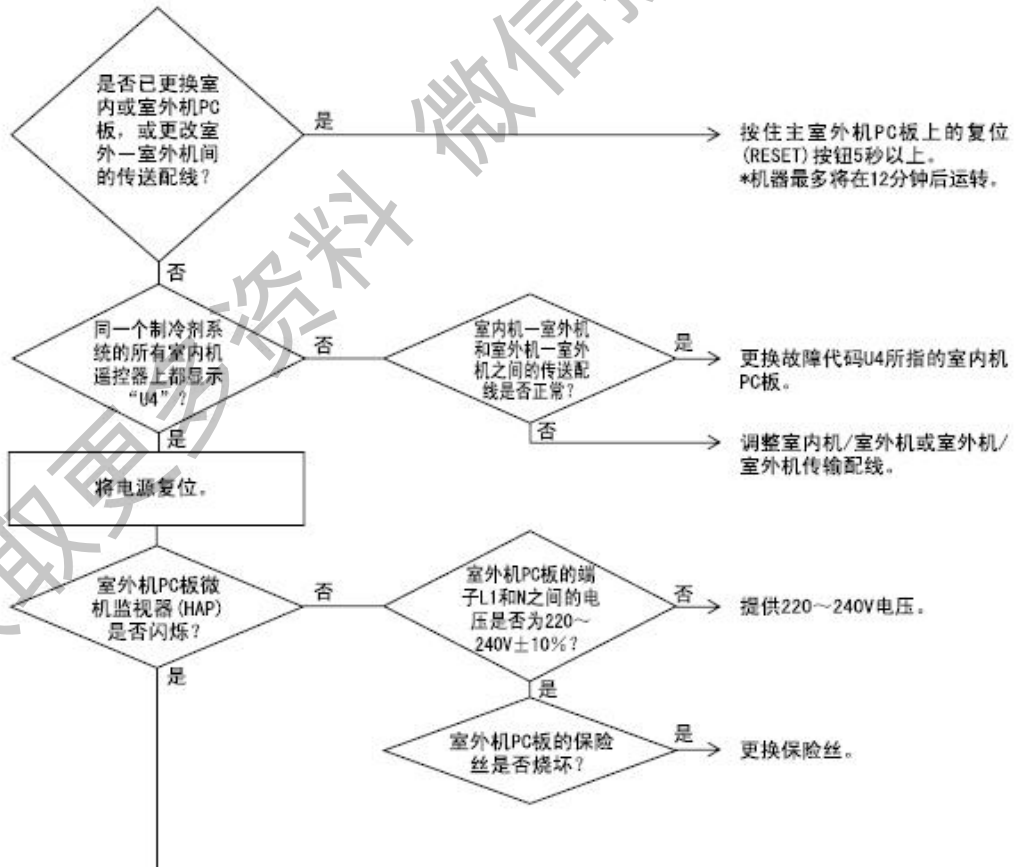 是否已更换室
内或室外机PC
板，或更改室
外一室外机间
的传送配线？
是
按住主室外机PC板上的复位
(RESET)按钮5秒以上。
*机器最多将在12分钟后运转。
否
同一个制冷剂系
统的所有室内机
遥控器上都显示
“U4”？
否
室内机一室外机
和室外机一室外
机之间的传送配
线是否正常？
是
更换故障代码U4所指的室内机
PC板。
否
调整室内机/室外机或室外机/
室外机传输配线。
是
将电源复位。
室外机PC板微
机监视器(HAP)
是否闪烁？
否
室外机PC板的端
子L1和N之间的电
压是否为220～
240V±10%？
否
提供220～240V电压。
是
是
室外机PC板的保险
丝是否烧坏？
是
更换保险丝。
取更多资料 微信